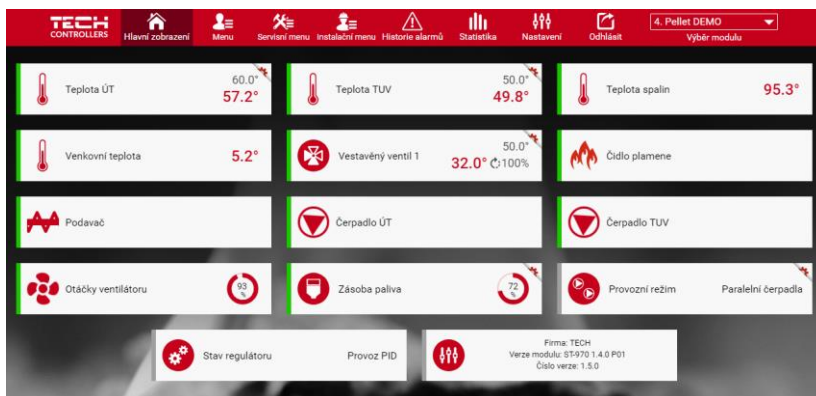 TECH
CONTROLLERS
Hlavní zobrazení
Menu
Servisní menu
Instalační menu
Historie alarmů
Statistika
Nastavení
Odhlásit
4. Pellet DEMO
Výběr modulu
Teplota ÚT
60.0°
57.2°
Teplota TUV
50.0°
49.8°
Teplota spalin
95.3°
Venkovní teplota
5.2°
Vestavěný ventil 1
50.0°
32.0° 100%
Čidlo plamene
Podavač
Čerpadlo ÚT
Čerpadlo TUV
Otáčky ventilátoru
93
%
Zásoba paliva
72
%
Provozní režim
Paralelní čerpadla
Stav regulátoru
Provoz PID
Firma: TECH
Verze modulu: ST-970 1.4.0 P01
Číslo verze: 1.5.0